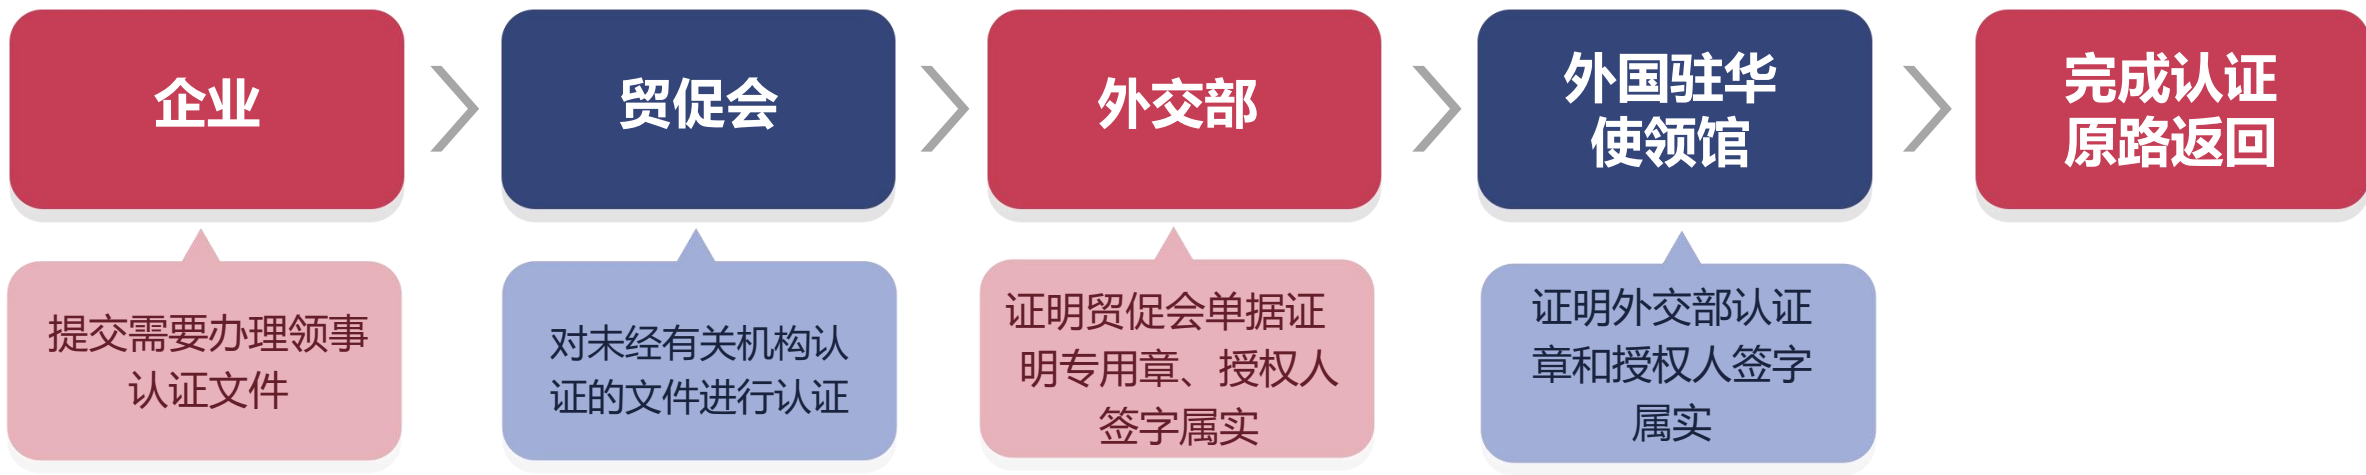 企业
贸促会
外交部
外国驻华
使领馆
完成认证
原路返回
提交需要办理领事
认证文件
对未经有关机构认
证的文件进行认证
证明贸促会单据证
明专用章、授权人
签字属实
证明外交部认证
章和授权人签字
属实